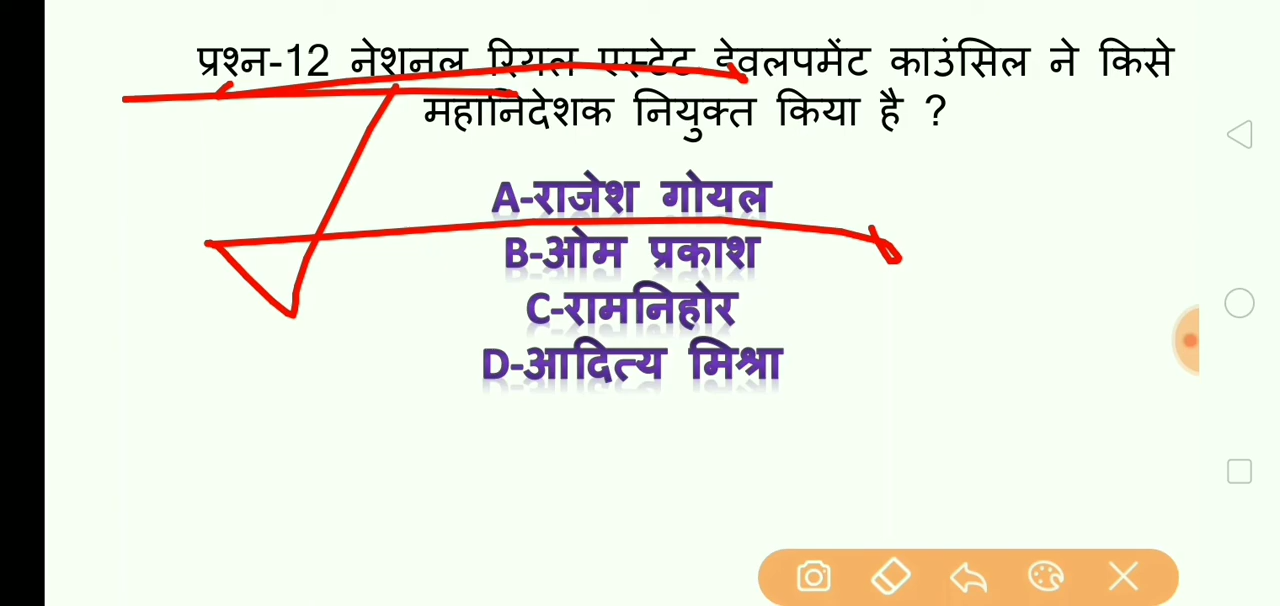 प्रश्न-12 नेशनल रियल एस्टेट डेवलपमेंट काउंसिल ने किसे
महानिदेशक नियुक्त किया है ?
A-राजेश गोयल
B-ओम प्रकाश
C-रामनिहोर
D-आदित्य मिश्रा